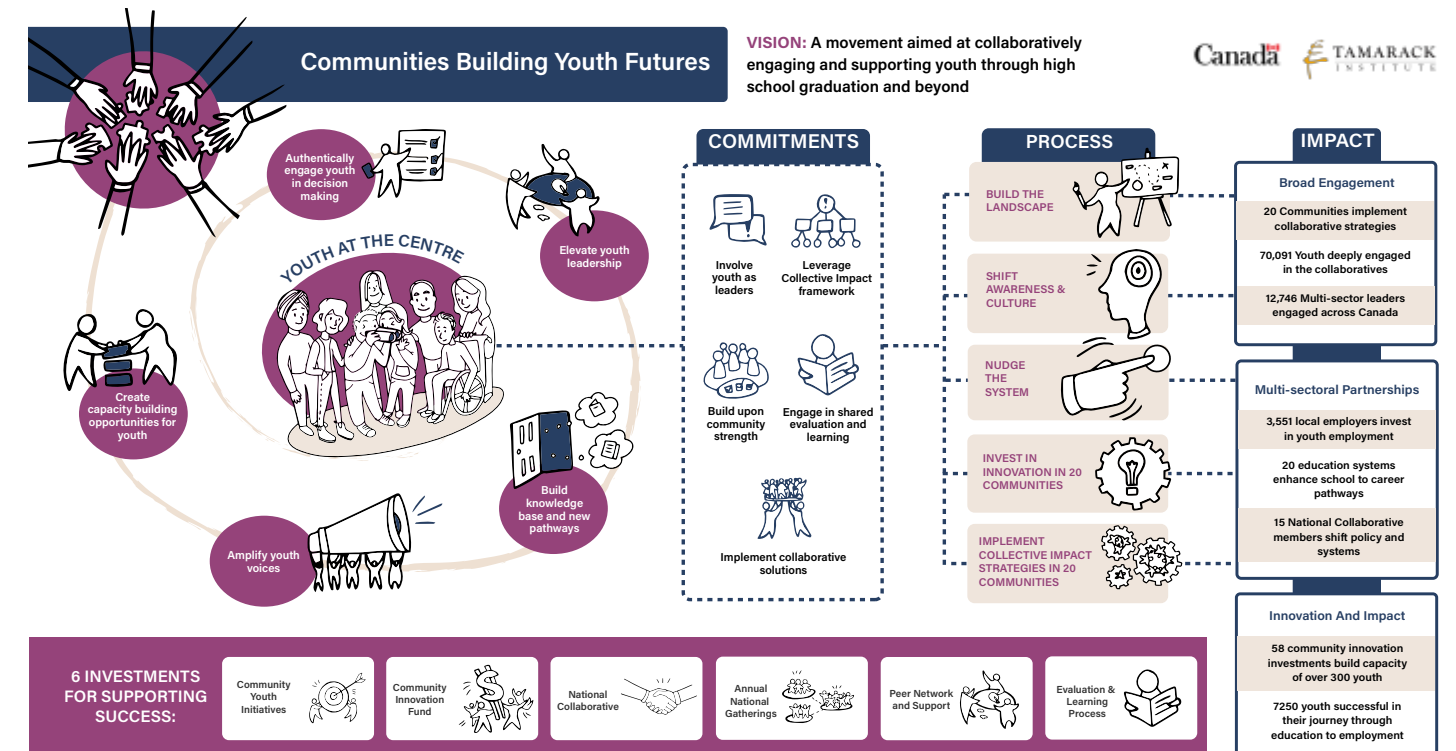 Communities Building Youth Futures
VISION: A movement aimed at collaboratively
engaging and supporting youth through high
school graduation and beyond
Canada
TAMARACK
INSTITUTE
Authentically
engage youth
in decision
making
Elevate youth
leadership
YOUTH AT THE CENTRE
Create
capacity building
opportunities for
youth
Build
knowledge
base and new
pathways
Amplify youth
voices
COMMITMENTS
Involve
youth as
leaders
Leverage
Collective Impact
framework
Build upon
community
strength
Engage in shared
evaluation and
learning
Implement collaborative
solutions
PROCESS
BUILD THE
LANDSCAPE
SHIFT
AWARENESS &
CULTURE
NUDGE
THE
SYSTEM
INVEST IN
INNOVATION IN 20
COMMUNITIES
IMPLEMENT
COLLECTIVE IMPACT
STRATEGIES IN 20
COMMUNITIES
IMPACT
Broad Engagement
20 Communities implement
collaborative strategies
70,091 Youth deeply engaged
in the collaboratives
12,746 Multi-sector leaders
engaged across Canada
Multi-sectoral Partnerships
3,551 local employers invest
in youth employment
20 education systems
enhance school to career
pathways
15 National Collaborative
members shift policy and
systems
Innovation And Impact
58 community innovation
investments build capacity
of over 300 youth
7250 youth successful in
their journey through
education to employment
6 INVESTMENTS
FOR SUPPORTING
SUCCESS:
Community
Youth
Initiatives
Community
Innovation
Fund
National
Collaborative
Annual
National
Gatherings
Peer Network
and Support
Evaluation &
Learning
Process